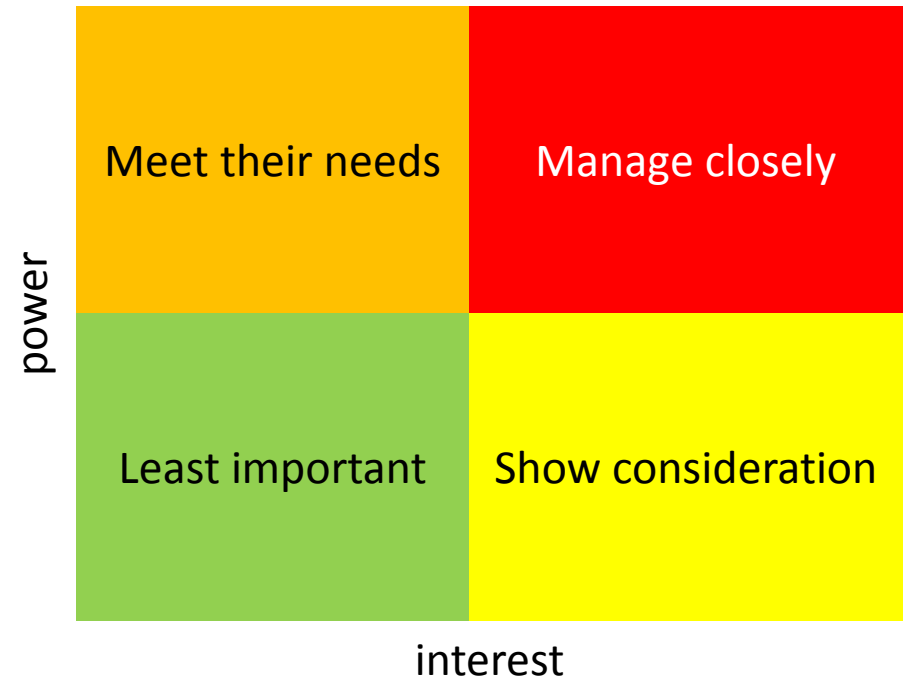 Meet their needs
Manage closely
power
Least important
Show consideration
interest